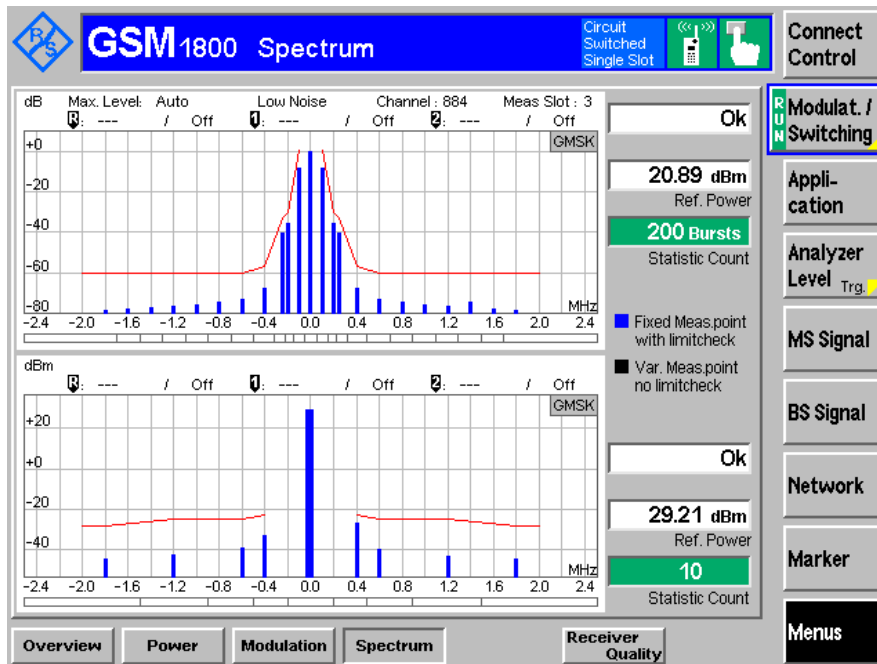 R&S
GSM 1800 Spectrum
Circuit
Switched
Single Slot
Connect
Control
dB Max. Level: Auto Low Noise Channel : 884 Meas Slot : 3
R: --- / Off 1: --- / Off 2: --- / Off
GMSK
+0
-20
-40
-60
-80
MHz
-2.4 -2.0 -1.6 -1.2 -0.8 -0.4 0.0 0.4 0.8 1.2 1.6 2.0 2.4
Ok
20.89 dBm
Ref. Power
200 Bursts
Statistic Count
Fixed Meas.point
with limitcheck
Var. Meas.point
no limitcheck
dBm
R: --- / Off 1: --- / Off 2: --- / Off
GMSK
+20
+0
-20
-40
MHz
-2.4 -2.0 -1.6 -1.2 -0.8 -0.4 0.0 0.4 0.8 1.2 1.6 2.0 2.4
Ok
29.21 dBm
Ref. Power
10
Statistic Count
RUN
Modulat. /
Switching
Appli-
cation
Analyzer
Level Trg.
MS Signal
BS Signal
Network
Marker
Menus
Overview Power Modulation Spectrum Receiver
Quality